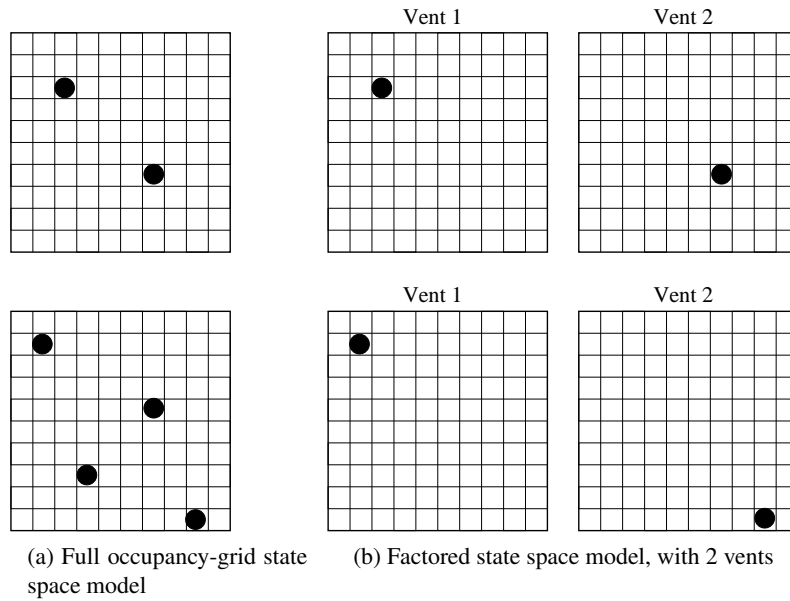 Vent 1
Vent 2
Vent 1
Vent 2
(a) Full occupancy-grid state
space model
(b) Factored state space model, with 2 vents